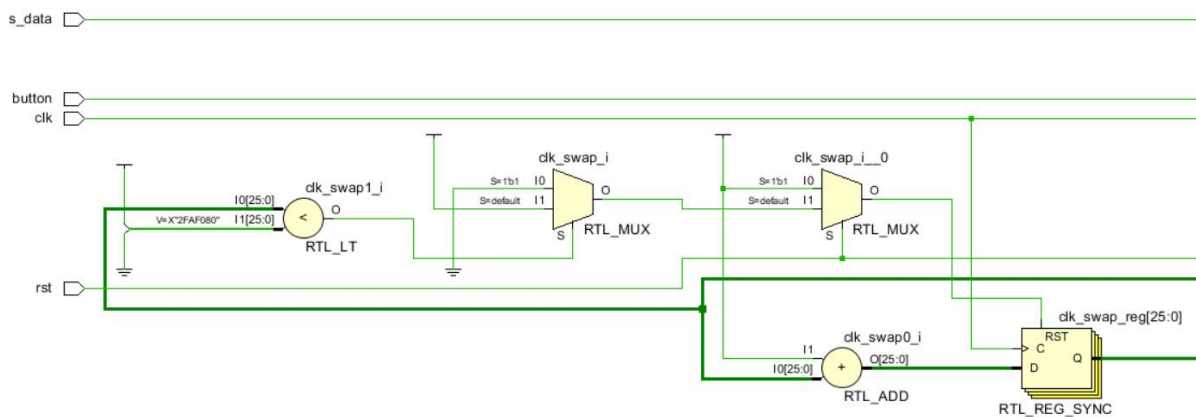 s_data
button
clk
clk_swap1_i
I0[25:0]
V=X"2FAF080" I1[25:0]
<
O
RTL_LT
clk_swap_i
S=1'b1 I0
S=default I1
O
S
RTL_MUX
clk_swap_i__0
S=1'b1 I0
S=default I1
O
S
RTL_MUX
rst
clk_swap0_i
I1
I0[25:0]
+
O[25:0]
RTL_ADD
clk_swap_reg[25:0]
RST
C
D
Q
RTL_REG_SYNC